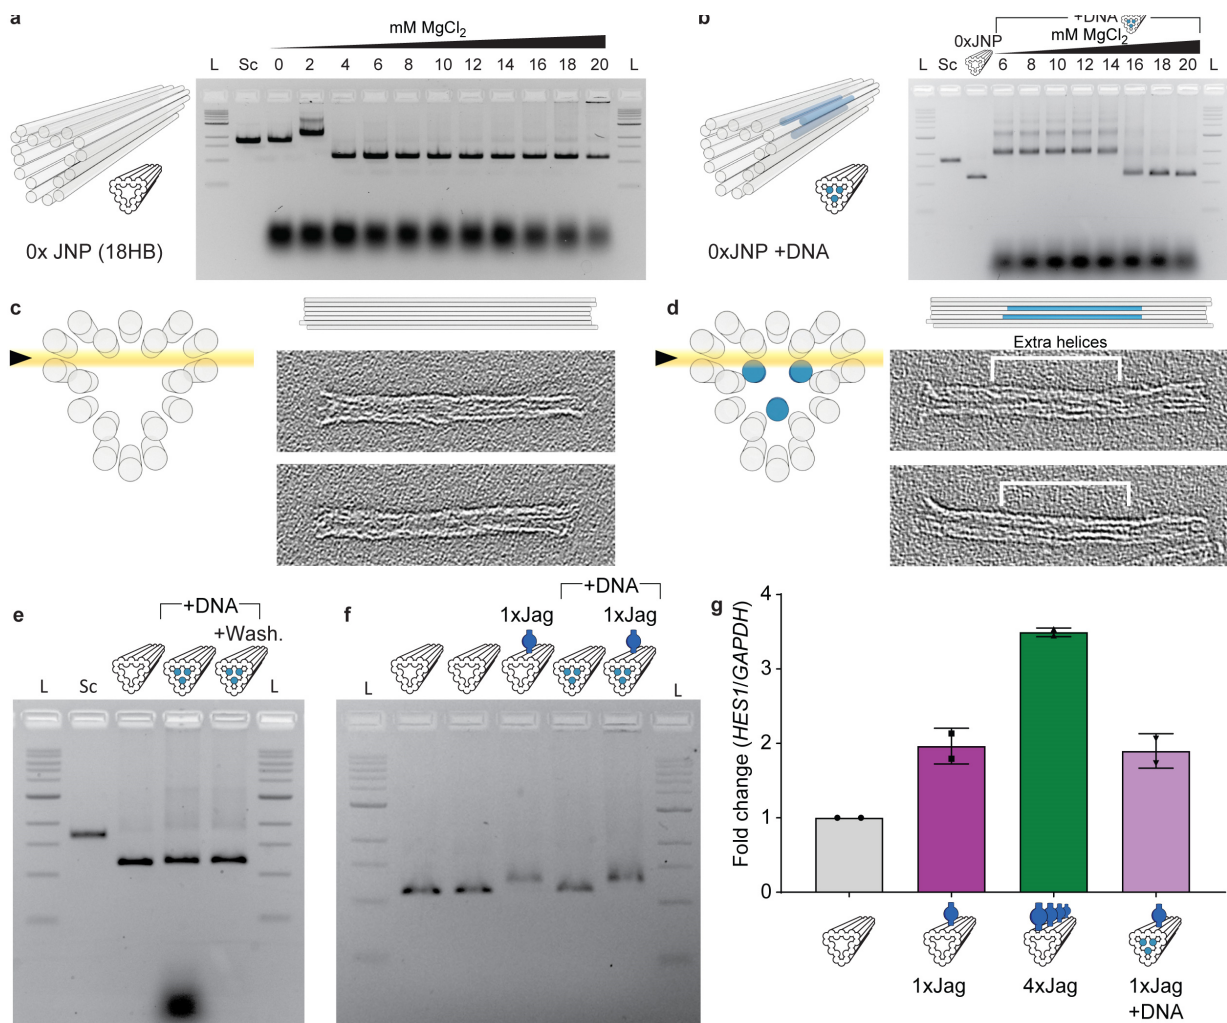 a
mM MgCl2
L Sc 0 2 4 6 8 10 12 14 16 18 20 L
0x JNP (18HB)
b
+DNA
0xJNP
mM MgCl2
L Sc 6 8 10 12 14 16 18 20 L
0xJNP +DNA
c
d
Extra helices
e
+DNA
+Wash.
L Sc L
f
+DNA
1xJag 1xJag
L L
g
Fold change (HES1/GAPDH)
4
3
2
1
0
1xJag 4xJag 1xJag
+DNA